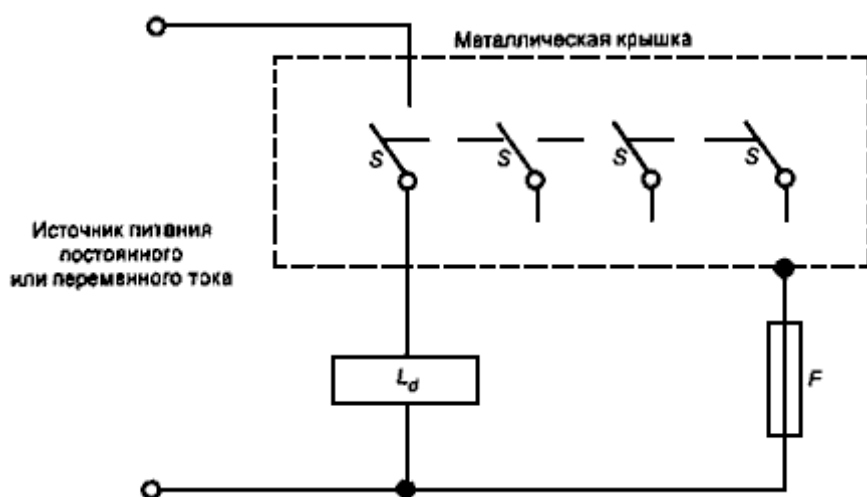 Металлическая крышка
S S S S
Источник питания
постоянного
или переменного тока
L_d
F